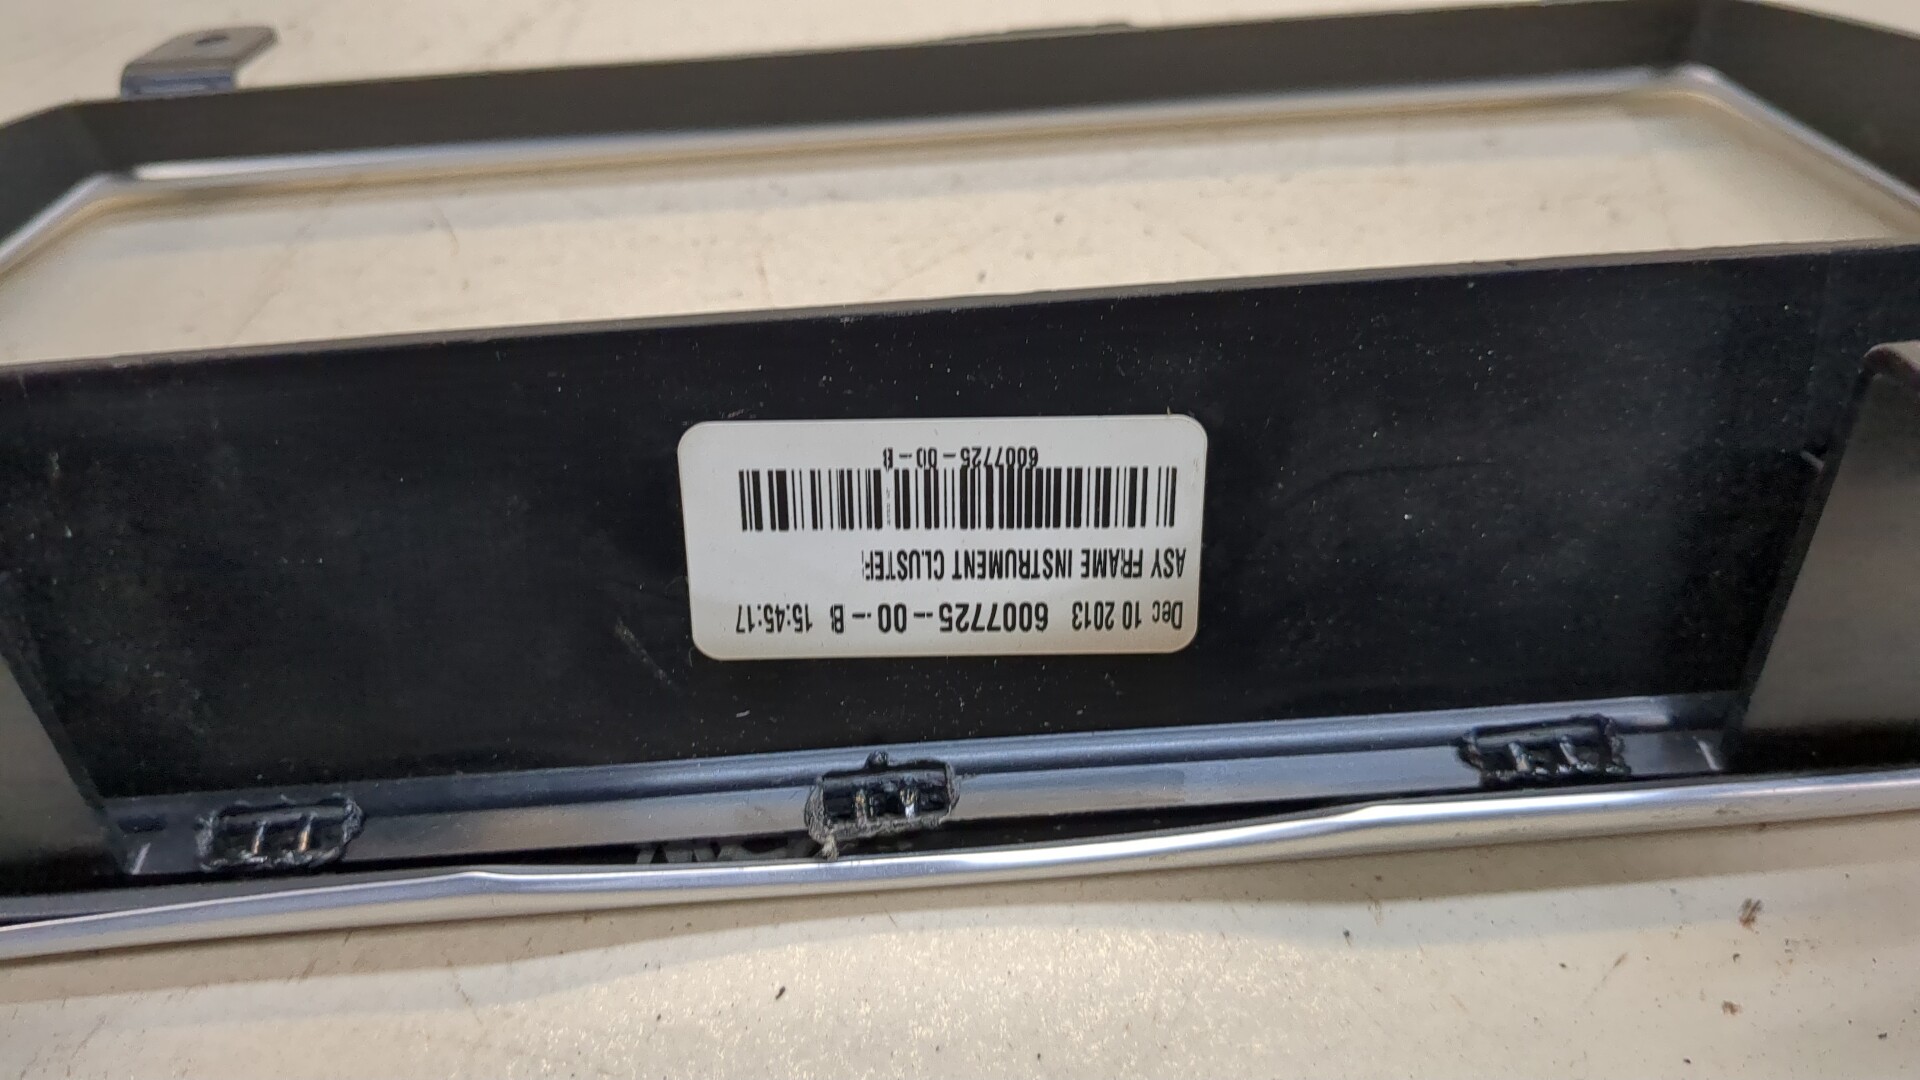 Dec 10 2013 6007725-00-B 15:45:17
ASY FRAME INSTRUMENT CLUSTER
6007725-00-B